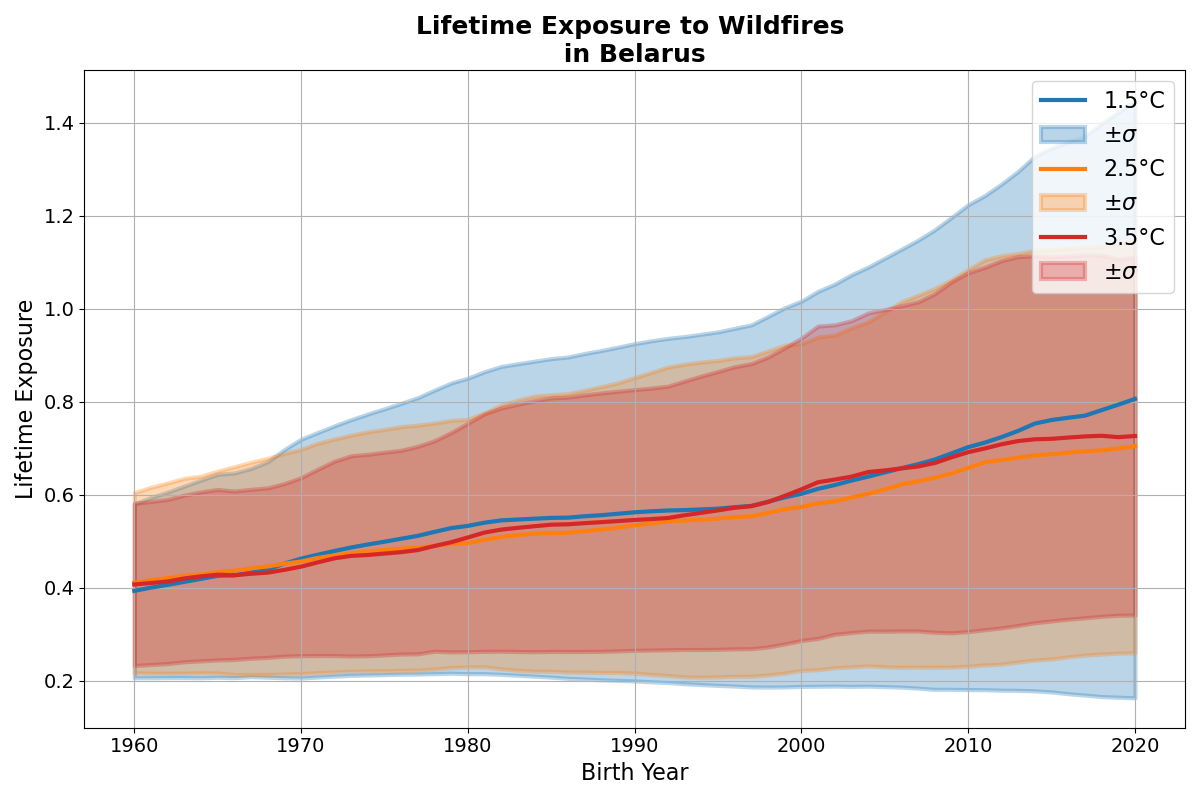 Lifetime Exposure to Wildfires
in Belarus
Lifetime Exposure
1.4
1.2
1.0
0.8
0.6
0.4
0.2
1.5°C
±σ
2.5°C
±σ
3.5°C
±σ
1960 1970 1980 1990 2000 2010 2020
Birth Year